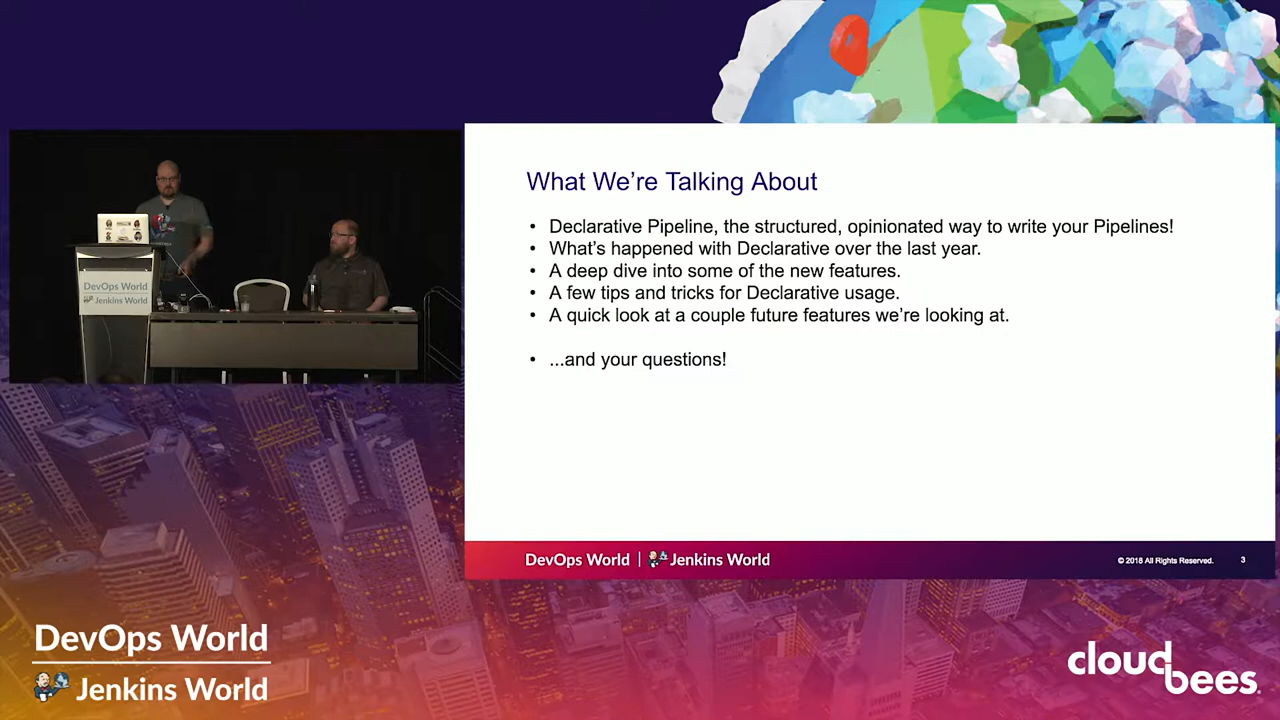 What We're Talking About
• Declarative Pipeline, the structured, opinionated way to write your Pipelines!
• What's happened with Declarative over the last year.
• A deep dive into some of the new features.
• A few tips and tricks for Declarative usage.
• A quick look at a couple future features we're looking at.
• ...and your questions!
DevOps World | Jenkins World
© 2018 All Rights Reserved. 3
DevOps World
Jenkins World
DevOps World
Jenkins World
cloudbees.